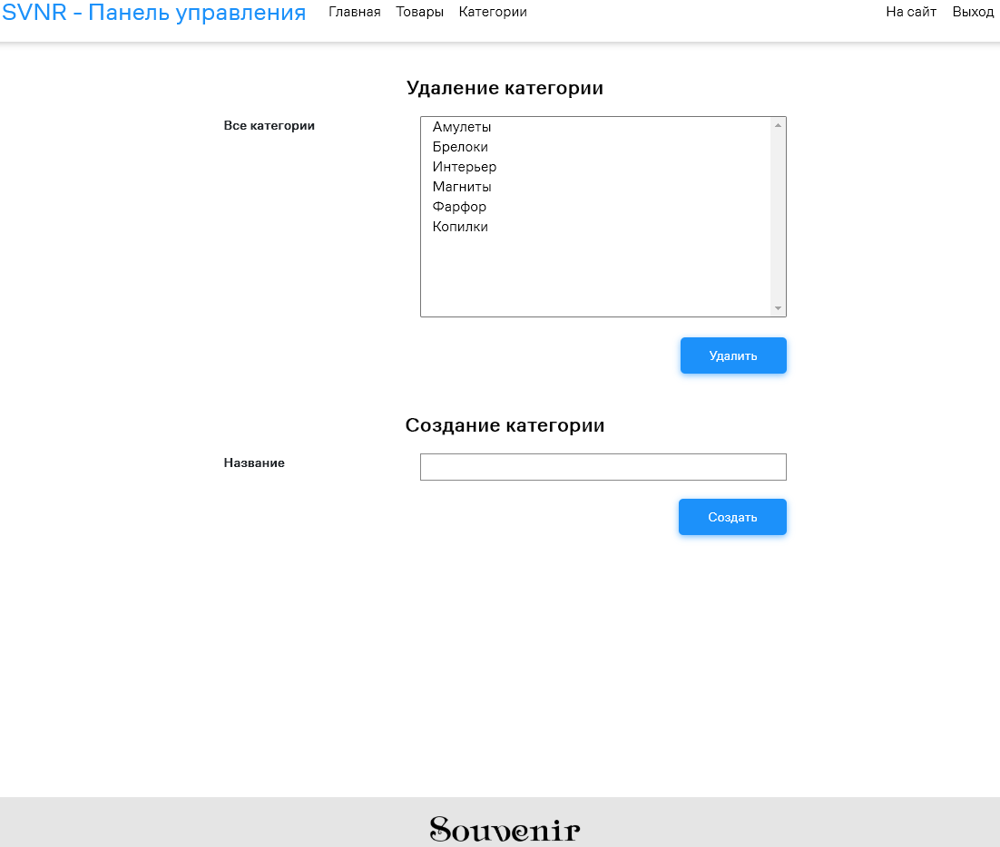 SVNR - Панель управления Главная Товары Категории На сайт Выход
Удаление категории
Все категории
Амулеты
Брелоки
Интерьер
Магниты
Фарфор
Копилки
Удалить
Создание категории
Название
Создать
Souvenir